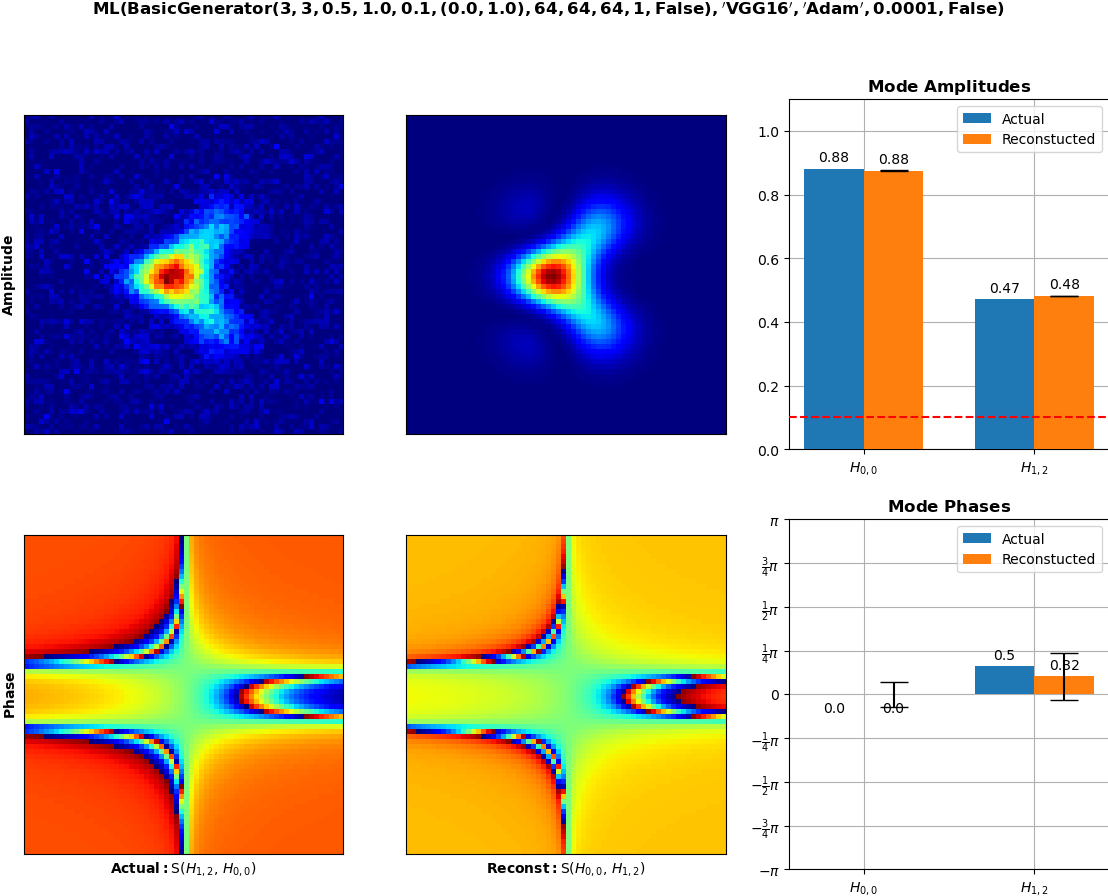 ML(BasicGenerator(3, 3, 0.5, 1.0, 0.1, (0.0, 1.0), 64, 64, 64, 1, False), ′VGG16′, ′Adam′, 0.0001, False)
Amplitude
Mode Amplitudes
Actual
Reconstucted
1.0
0.8
0.6
0.4
0.2
0.0
0.88
0.88
0.47
0.48
H0,0
H1,2
Phase
Actual: S(H1,2, H0,0)
Reconst: S(H0,0, H1,2)
Mode Phases
Actual
Reconstucted
π
3/4π
1/2π
1/4π
0
−1/4π
−1/2π
−3/4π
−π
0.0
0.0
0.5
0.32
H0,0
H1,2